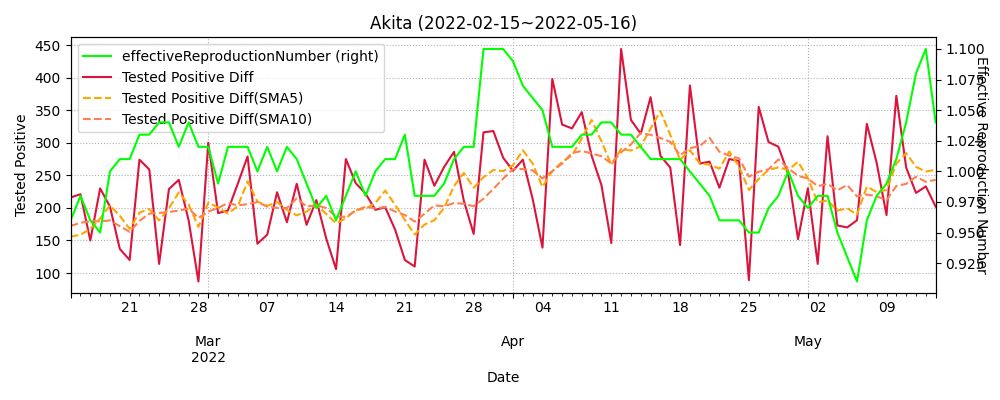 Akita (2022-02-15~2022-05-16)
effectiveReproductionNumber (right)
Tested Positive Diff
Tested Positive Diff(SMA5)
Tested Positive Diff(SMA10)
Tested Positive
450
400
350
300
250
200
150
100
1.100
1.075
1.050
1.025
1.000
0.975
0.950
0.925
Effective Reproduction Number
21 28 07 14 21 28 04 11 18 25 02 09
Mar Apr May
2022
Date